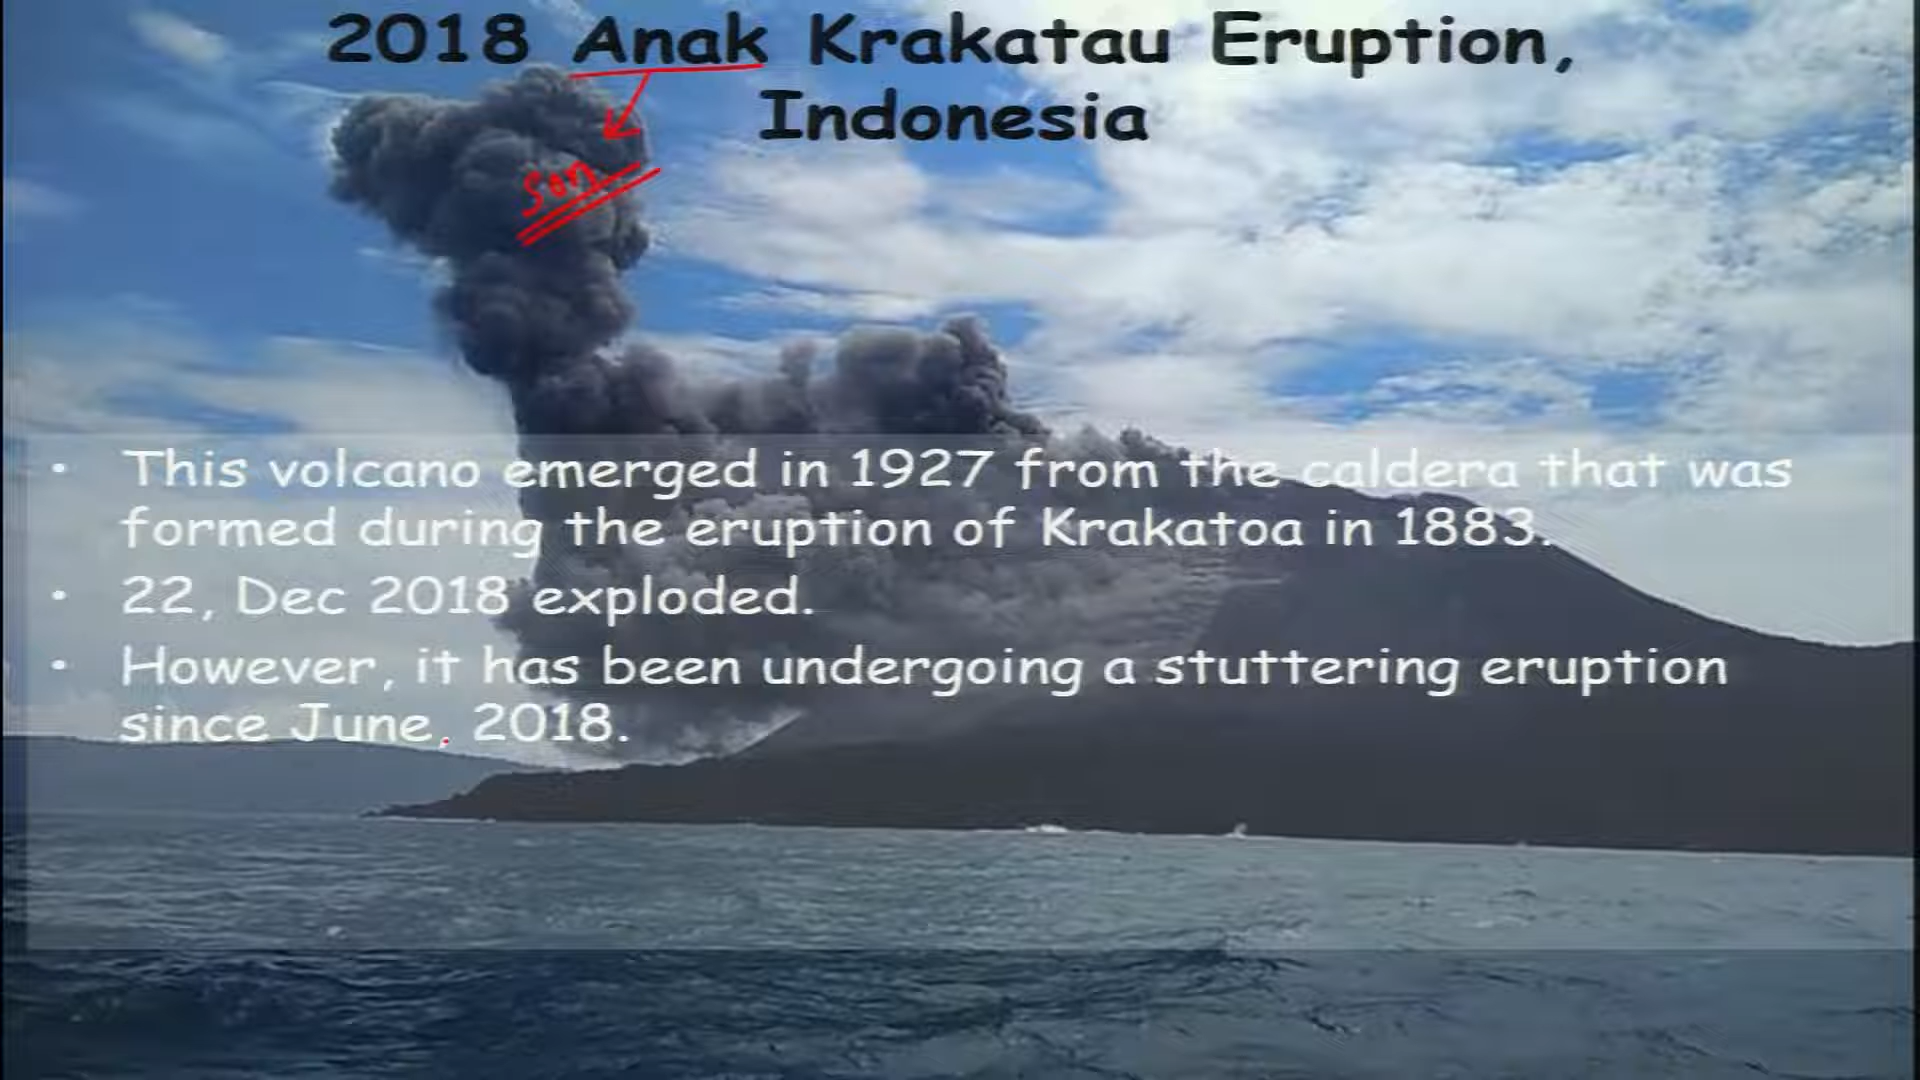 2018 Anak Krakatau Eruption,
Indonesia
son
• This volcano emerged in 1927 from the caldera that was
formed during the eruption of Krakatoa in 1883.
• 22, Dec 2018 exploded.
• However, it has been undergoing a stuttering eruption
since June, 2018.